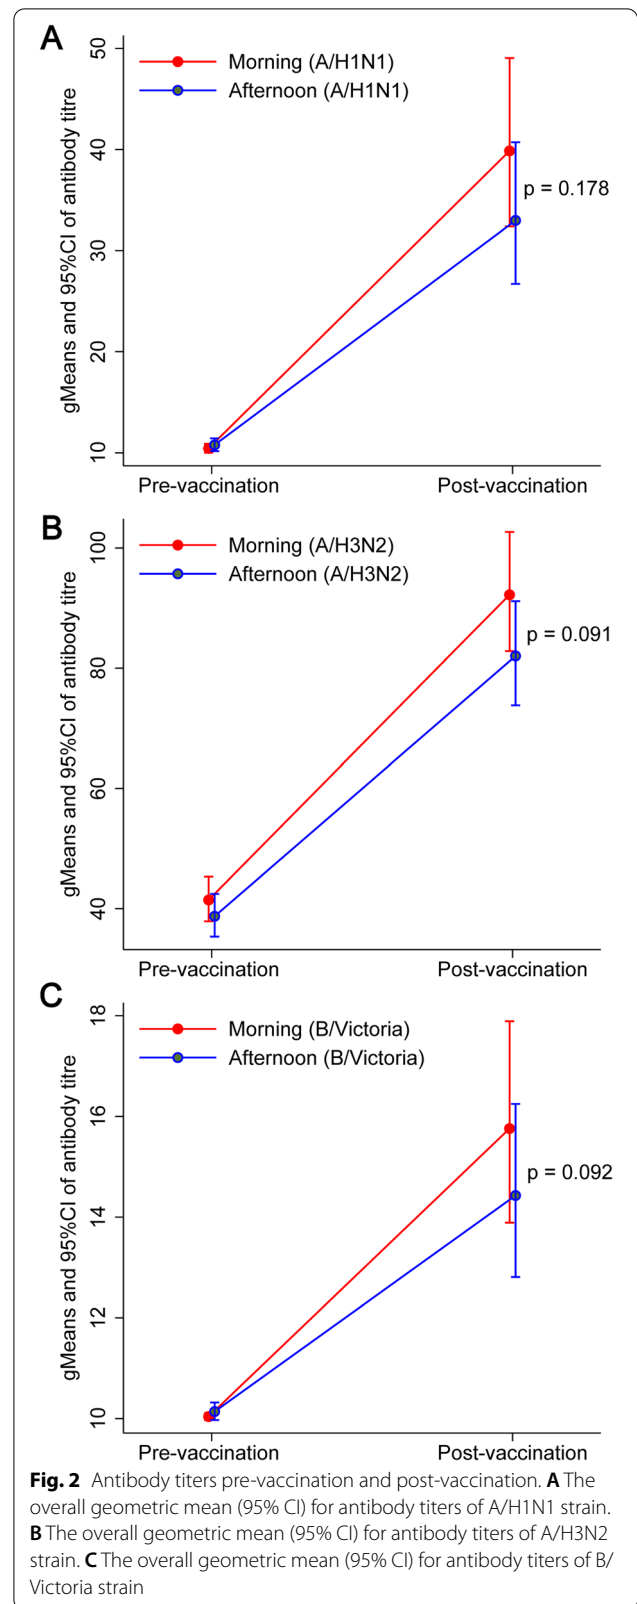 A
Morning (A/H1N1)
Afternoon (A/H1N1)
gMeans and 95%CI of antibody titre
50
40
30
20
10
p = 0.178
Pre-vaccination
Post-vaccination
B
Morning (A/H3N2)
Afternoon (A/H3N2)
gMeans and 95%CI of antibody titre
100
80
60
40
p = 0.091
Pre-vaccination
Post-vaccination
C
Morning (B/Victoria)
Afternoon (B/Victoria)
gMeans and 95%CI of antibody titre
18
16
14
12
10
p = 0.092
Pre-vaccination
Post-vaccination
Fig. 2 Antibody titers pre-vaccination and post-vaccination. A The
overall geometric mean (95% CI) for antibody titers of A/H1N1 strain.
B The overall geometric mean (95% CI) for antibody titers of A/H3N2
strain. C The overall geometric mean (95% CI) for antibody titers of B/
Victoria strain